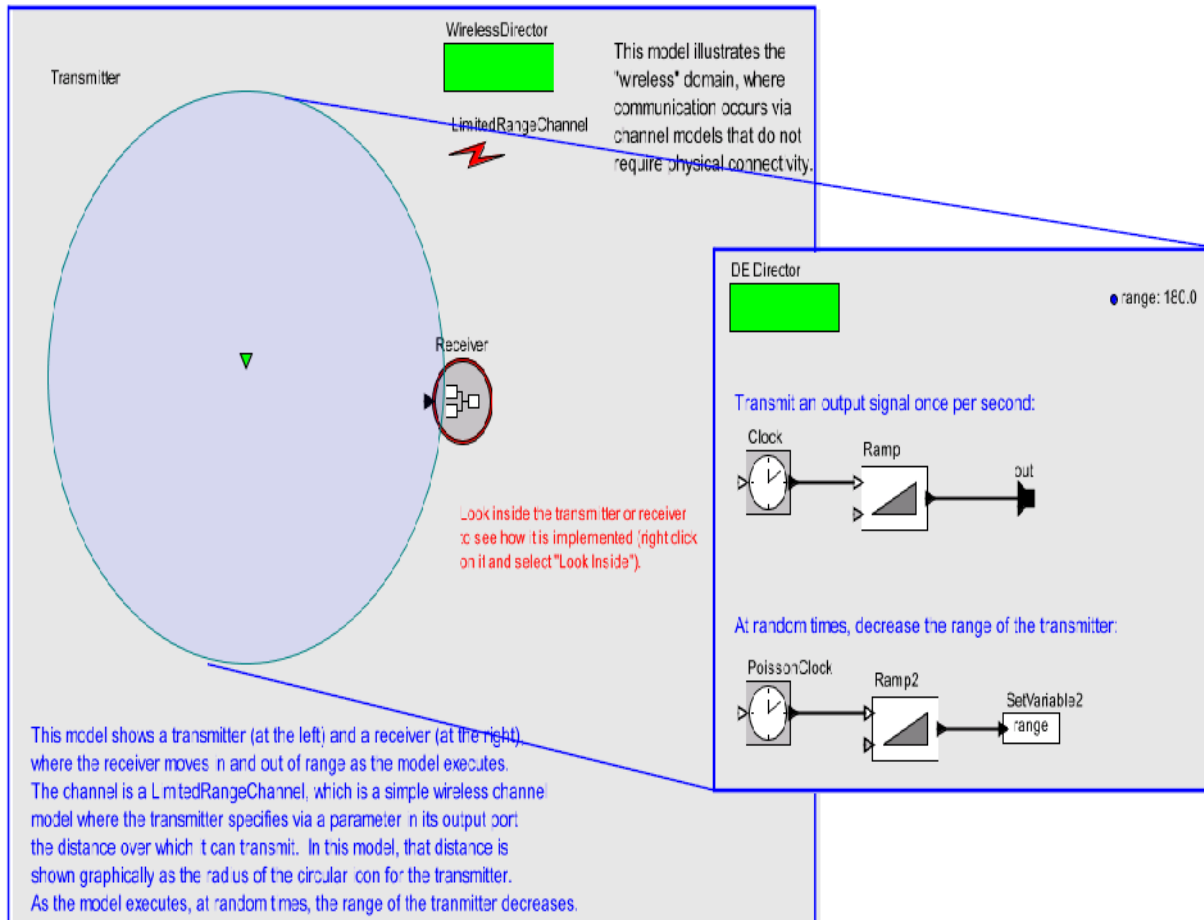 WirelessDirector
Transmitter
This model illustrates the
"wireless" domain, where
communication occurs via
channel models that do not
require physical connectivity.
LimitedRangeChannel
Receiver
Look inside the transmitter or receiver
to see how it is implemented (right click
on it and select "Look Inside").
This model shows a transmitter (at the left) and a receiver (at the right),
where the receiver moves in and out of range as the model executes.
The channel is a LimitedRangeChannel, which is a simple wireless channel
model where the transmitter specifies via a parameter in its output port
the distance over which it can transmit. In this model, that distance is
shown graphically as the radius of the circular icon for the transmitter.
As the model executes, at random times, the range of the tranmitter decreases.
DE Director
range: 180.0
Transmit an output signal once per second:
Clock
Ramp
out
At random times, decrease the range of the transmitter:
PoissonClock
Ramp2
SetVariable2
range